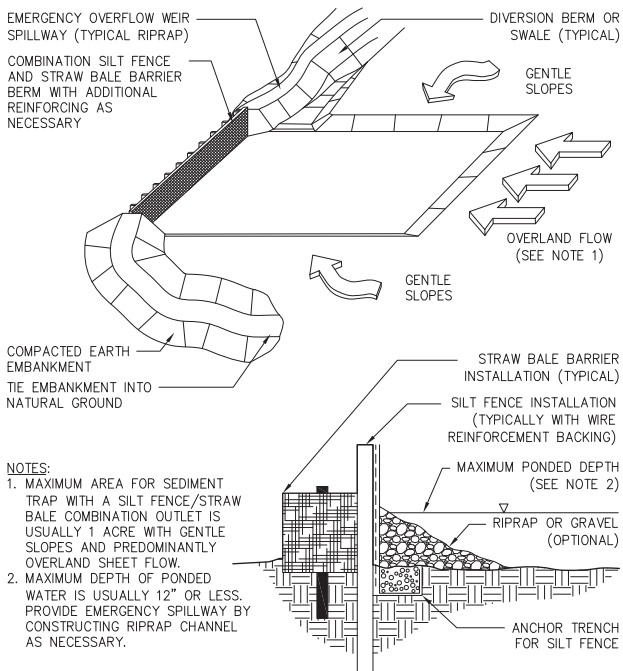 EMERGENCY OVERFLOW WEIR
SPILLWAY (TYPICAL RIPRAP)
DIVERSION BERM OR
SWALE (TYPICAL)
COMBINATION SILT FENCE
AND STRAW BALE BARRIER
BERM WITH ADDITIONAL
REINFORCING AS
NECESSARY
GENTLE
SLOPES
OVERLAND FLOW
(SEE NOTE 1)
GENTLE
SLOPES
COMPACTED EARTH
EMBANKMENT
TIE EMBANKMENT INTO
NATURAL GROUND
STRAW BALE BARRIER
INSTALLATION (TYPICAL)
SILT FENCE INSTALLATION
(TYPICALLY WITH WIRE
REINFORCEMENT BACKING)
MAXIMUM PONDED DEPTH
(SEE NOTE 2)
RIPRAP OR GRAVEL
(OPTIONAL)
ANCHOR TRENCH
FOR SILT FENCE
NOTES:
1. MAXIMUM AREA FOR SEDIMENT
TRAP WITH A SILT FENCE/STRAW
BALE COMBINATION OUTLET IS
USUALLY 1 ACRE WITH GENTLE
SLOPES AND PREDOMINANTLY
OVERLAND SHEET FLOW.
2. MAXIMUM DEPTH OF PONDED
WATER IS USUALLY 12" OR LESS.
PROVIDE EMERGENCY SPILLWAY BY
CONSTRUCTING RIPRAP CHANNEL
AS NECESSARY.